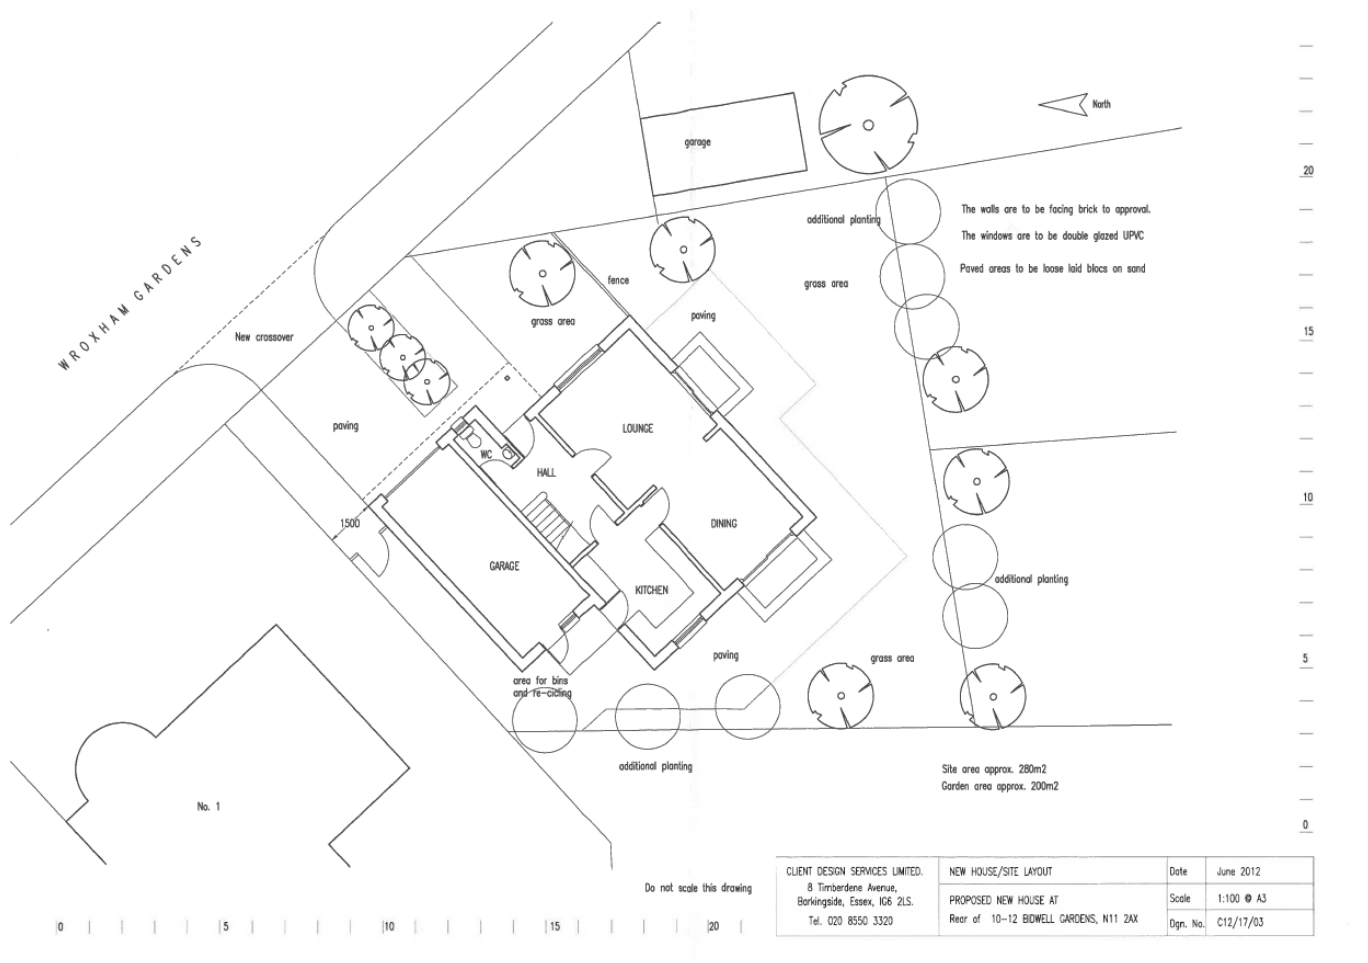 North
garage
20
additional planting
The walls are to be facing brick to approval.
The windows are to be double glazed UPVC
Paved areas to be loose laid blocs on sand
WROXHAM GARDENS
fence
grass area
paving
grass area
New crossover
15
paving
LOUNGE
WC
HALL
10
1500
DINING
GARAGE
KITCHEN
additional planting
paving
grass area
5
area for bins
and re-cicling
additional planting
Site area approx. 280m2
Garden area approx. 200m2
No. 1
0
Do not scale this drawing
CLIENT DESIGN SERVICES LIMITED.
8 Timberdene Avenue,
Barkingside, Essex, IG6 2LS.
Tel. 020 8550 3320
NEW HOUSE/SITE LAYOUT
PROPOSED NEW HOUSE AT
Rear of 10-12 BIDWELL GARDENS, N11 2AX
Date June 2012
Scale 1:100 @ A3
Dgn. No. C12/17/03
0 5 10 15 20